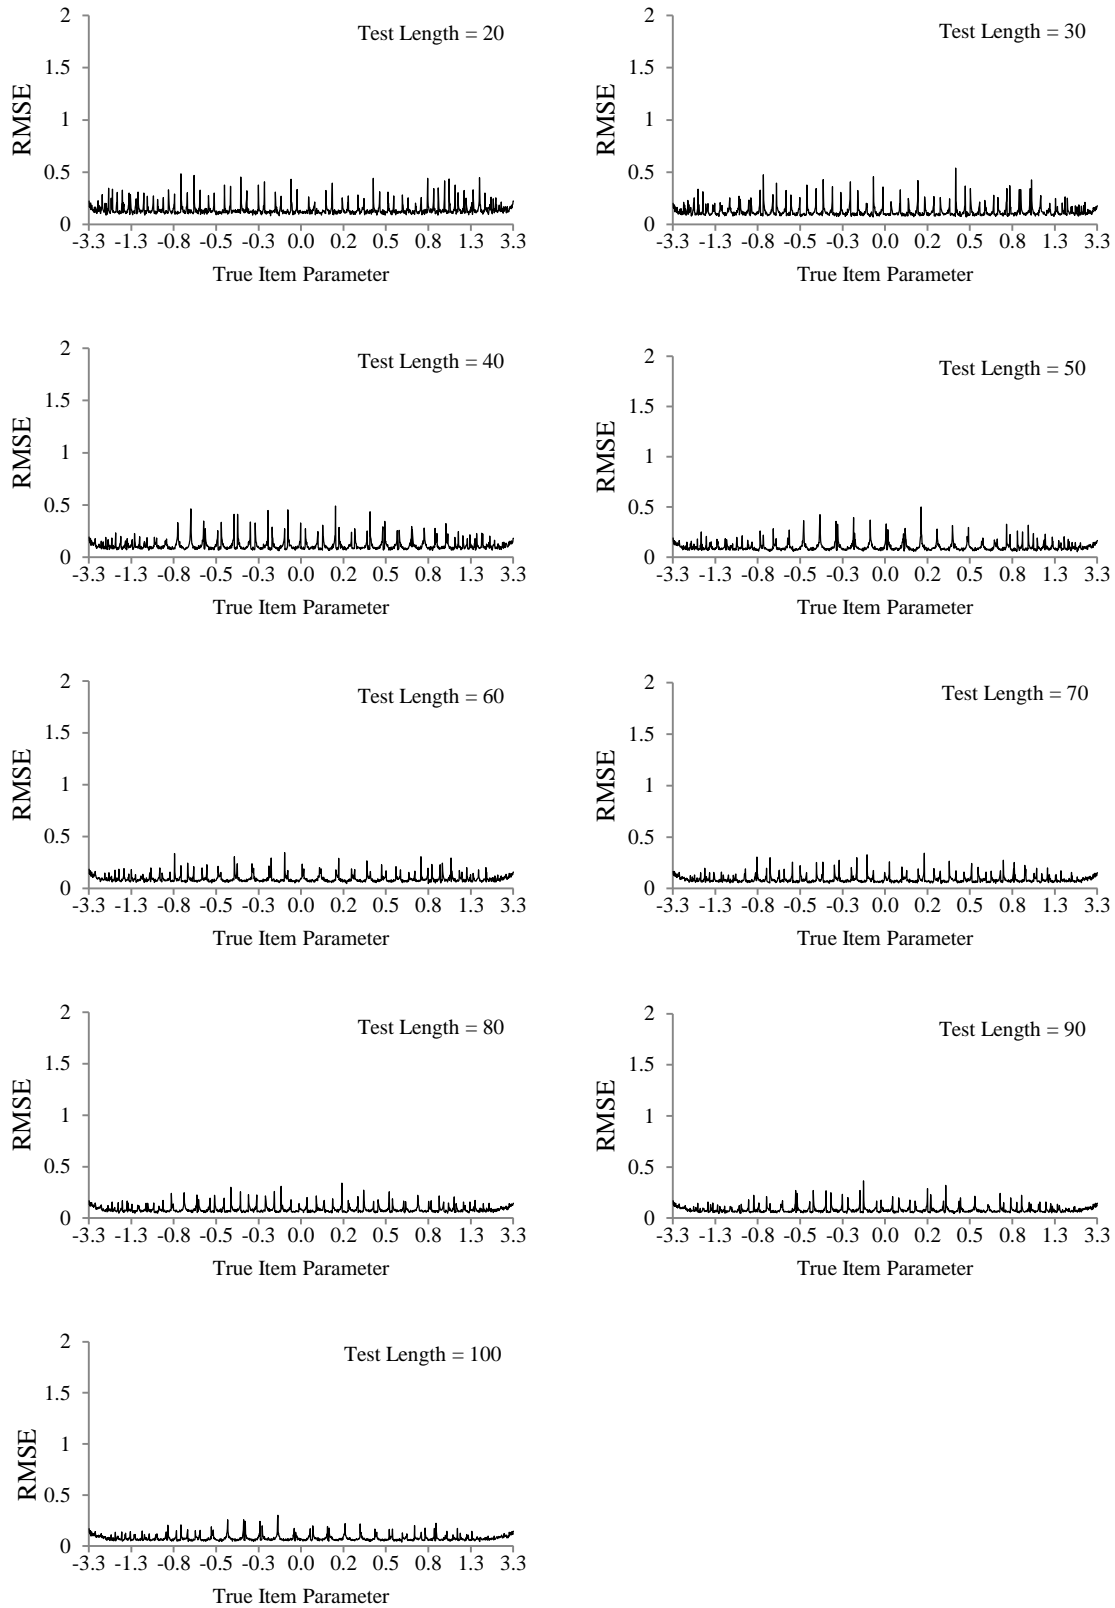 Test Length = 20
2
1.5
1
0.5
0
RMSE
-3.3 -1.3 -0.8 -0.5 -0.3 0.0 0.2 0.5 0.8 1.3 3.3
True Item Parameter
Test Length = 30
2
1.5
1
0.5
0
RMSE
-3.3 -1.3 -0.8 -0.5 -0.3 0.0 0.2 0.5 0.8 1.3 3.3
True Item Parameter
Test Length = 40
2
1.5
1
0.5
0
RMSE
-3.3 -1.3 -0.8 -0.5 -0.3 0.0 0.2 0.5 0.8 1.3 3.3
True Item Parameter
Test Length = 50
2
1.5
1
0.5
0
RMSE
-3.3 -1.3 -0.8 -0.5 -0.3 0.0 0.2 0.5 0.8 1.3 3.3
True Item Parameter
Test Length = 60
2
1.5
1
0.5
0
RMSE
-3.3 -1.3 -0.8 -0.5 -0.3 0.0 0.2 0.5 0.8 1.3 3.3
True Item Parameter
Test Length = 70
2
1.5
1
0.5
0
RMSE
-3.3 -1.3 -0.8 -0.5 -0.3 0.0 0.2 0.5 0.8 1.3 3.3
True Item Parameter
Test Length = 80
2
1.5
1
0.5
0
RMSE
-3.3 -1.3 -0.8 -0.5 -0.3 0.0 0.2 0.5 0.8 1.3 3.3
True Item Parameter
Test Length = 90
2
1.5
1
0.5
0
RMSE
-3.3 -1.3 -0.8 -0.5 -0.3 0.0 0.2 0.5 0.8 1.3 3.3
True Item Parameter
Test Length = 100
2
1.5
1
0.5
0
RMSE
-3.3 -1.3 -0.8 -0.5 -0.3 0.0 0.2 0.5 0.8 1.3 3.3
True Item Parameter